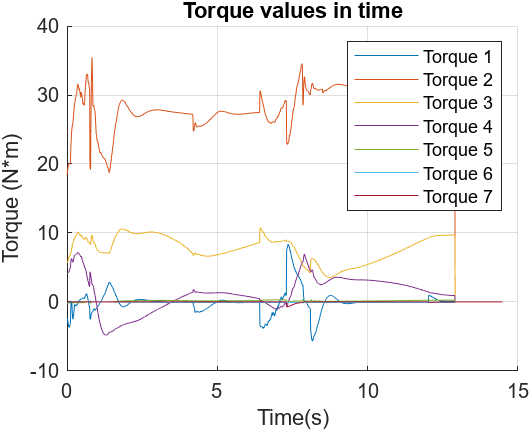 Torque values in time
Torque (N*m)
40
30
20
10
0
-10
0
5
10
15
Time(s)
Torque 1
Torque 2
Torque 3
Torque 4
Torque 5
Torque 6
Torque 7